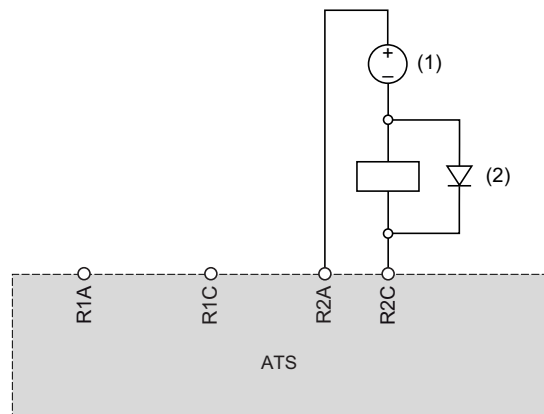 +
(1)
–
(2)
R1A
R1C
R2A
R2C
ATS